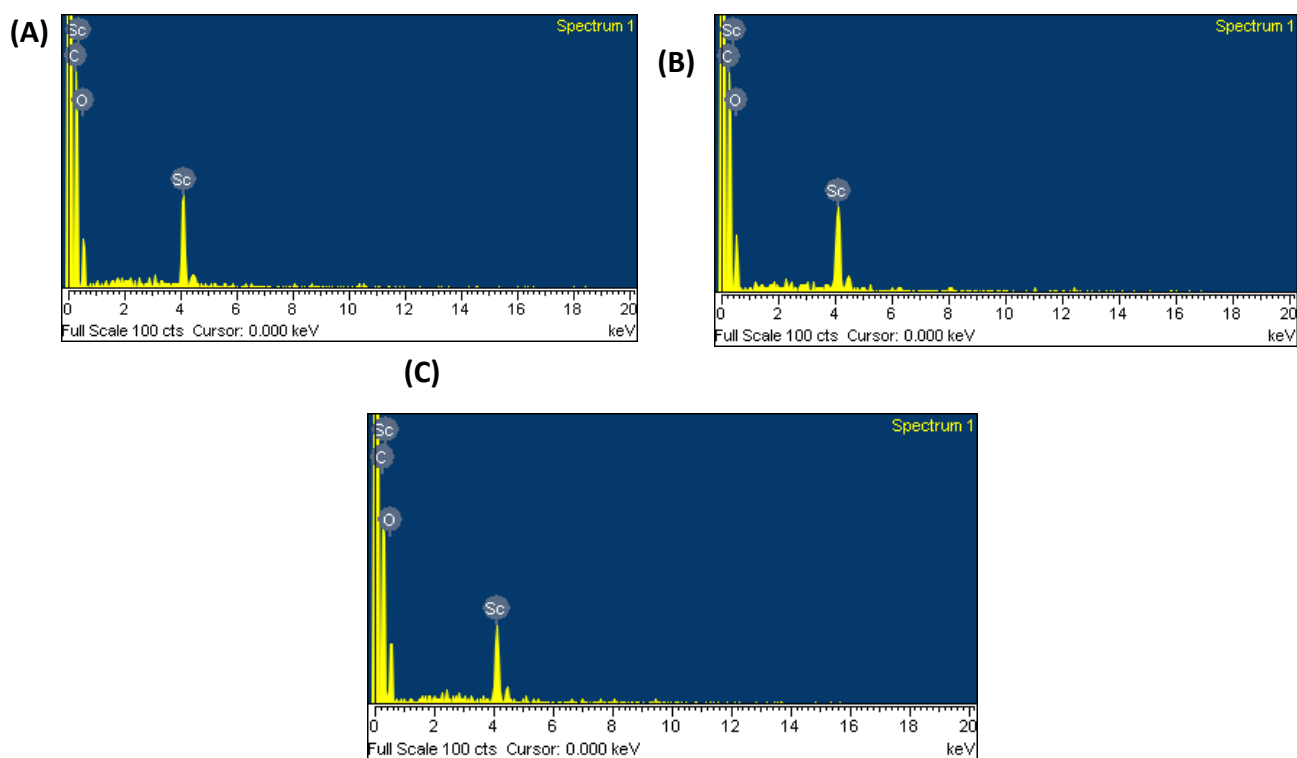 (A)
Spectrum 1
Sc
C
O
Sc
0 2 4 6 8 10 12 14 16 18 20
Full Scale 100 cts Cursor: 0.000 keV keV
(B)
Spectrum 1
Sc
C
O
Sc
0 2 4 6 8 10 12 14 16 18 20
Full Scale 100 cts Cursor: 0.000 keV keV
(C)
Spectrum 1
Sc
C
O
Sc
0 2 4 6 8 10 12 14 16 18 20
Full Scale 100 cts Cursor: 0.000 keV keV